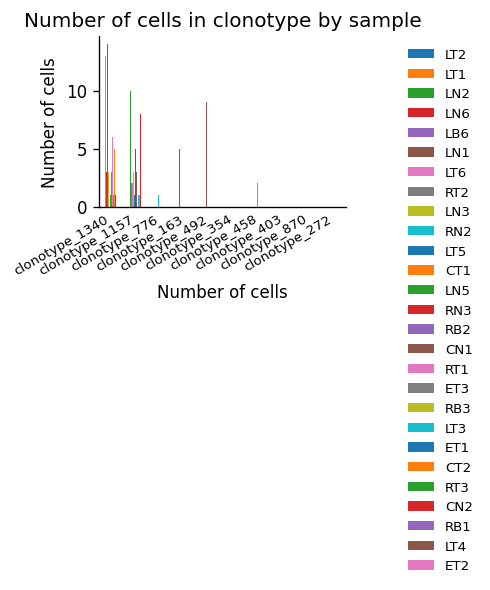 Number of cells in clonotype by sample
Number of cells
10
5
0
clonotype_1340
clonotype_1157
clonotype_776
clonotype_163
clonotype_492
clonotype_354
clonotype_458
clonotype_403
clonotype_870
clonotype_272
Number of cells
LT2
LT1
LN2
LN6
LB6
LN1
LT6
RT2
LN3
RN2
LT5
CT1
LN5
RN3
RB2
CN1
RT1
ET3
RB3
LT3
ET1
CT2
RT3
CN2
RB1
LT4
ET2